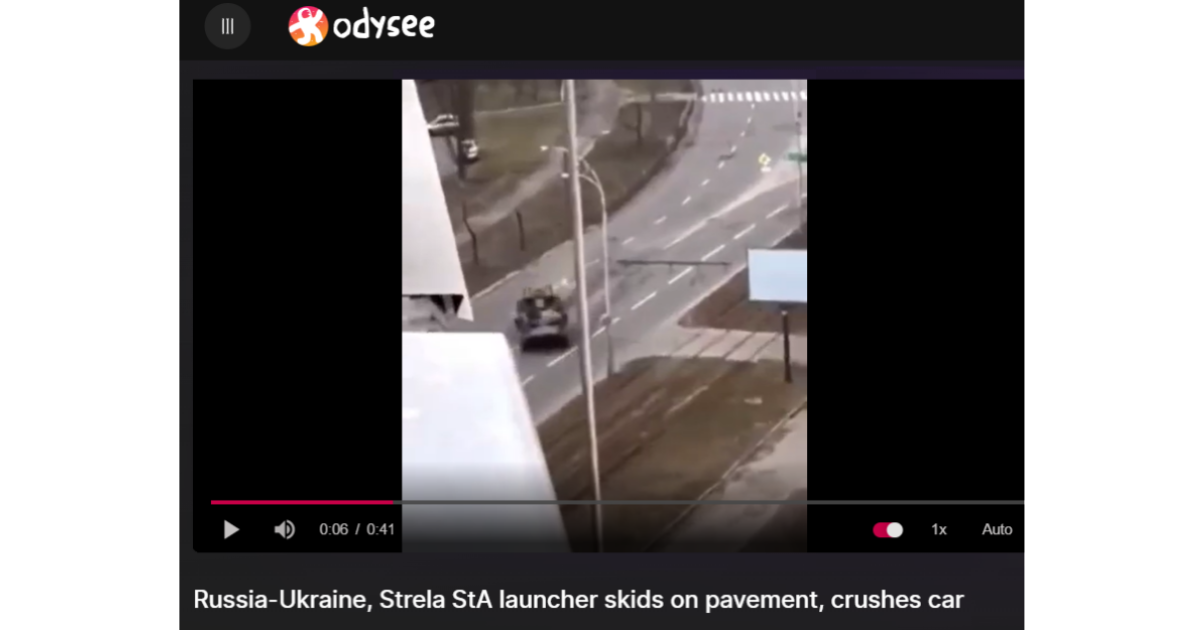 odysee
0:06 / 0:41
1x
Auto
Russia-Ukraine, Strela StA launcher skids on pavement, crushes car